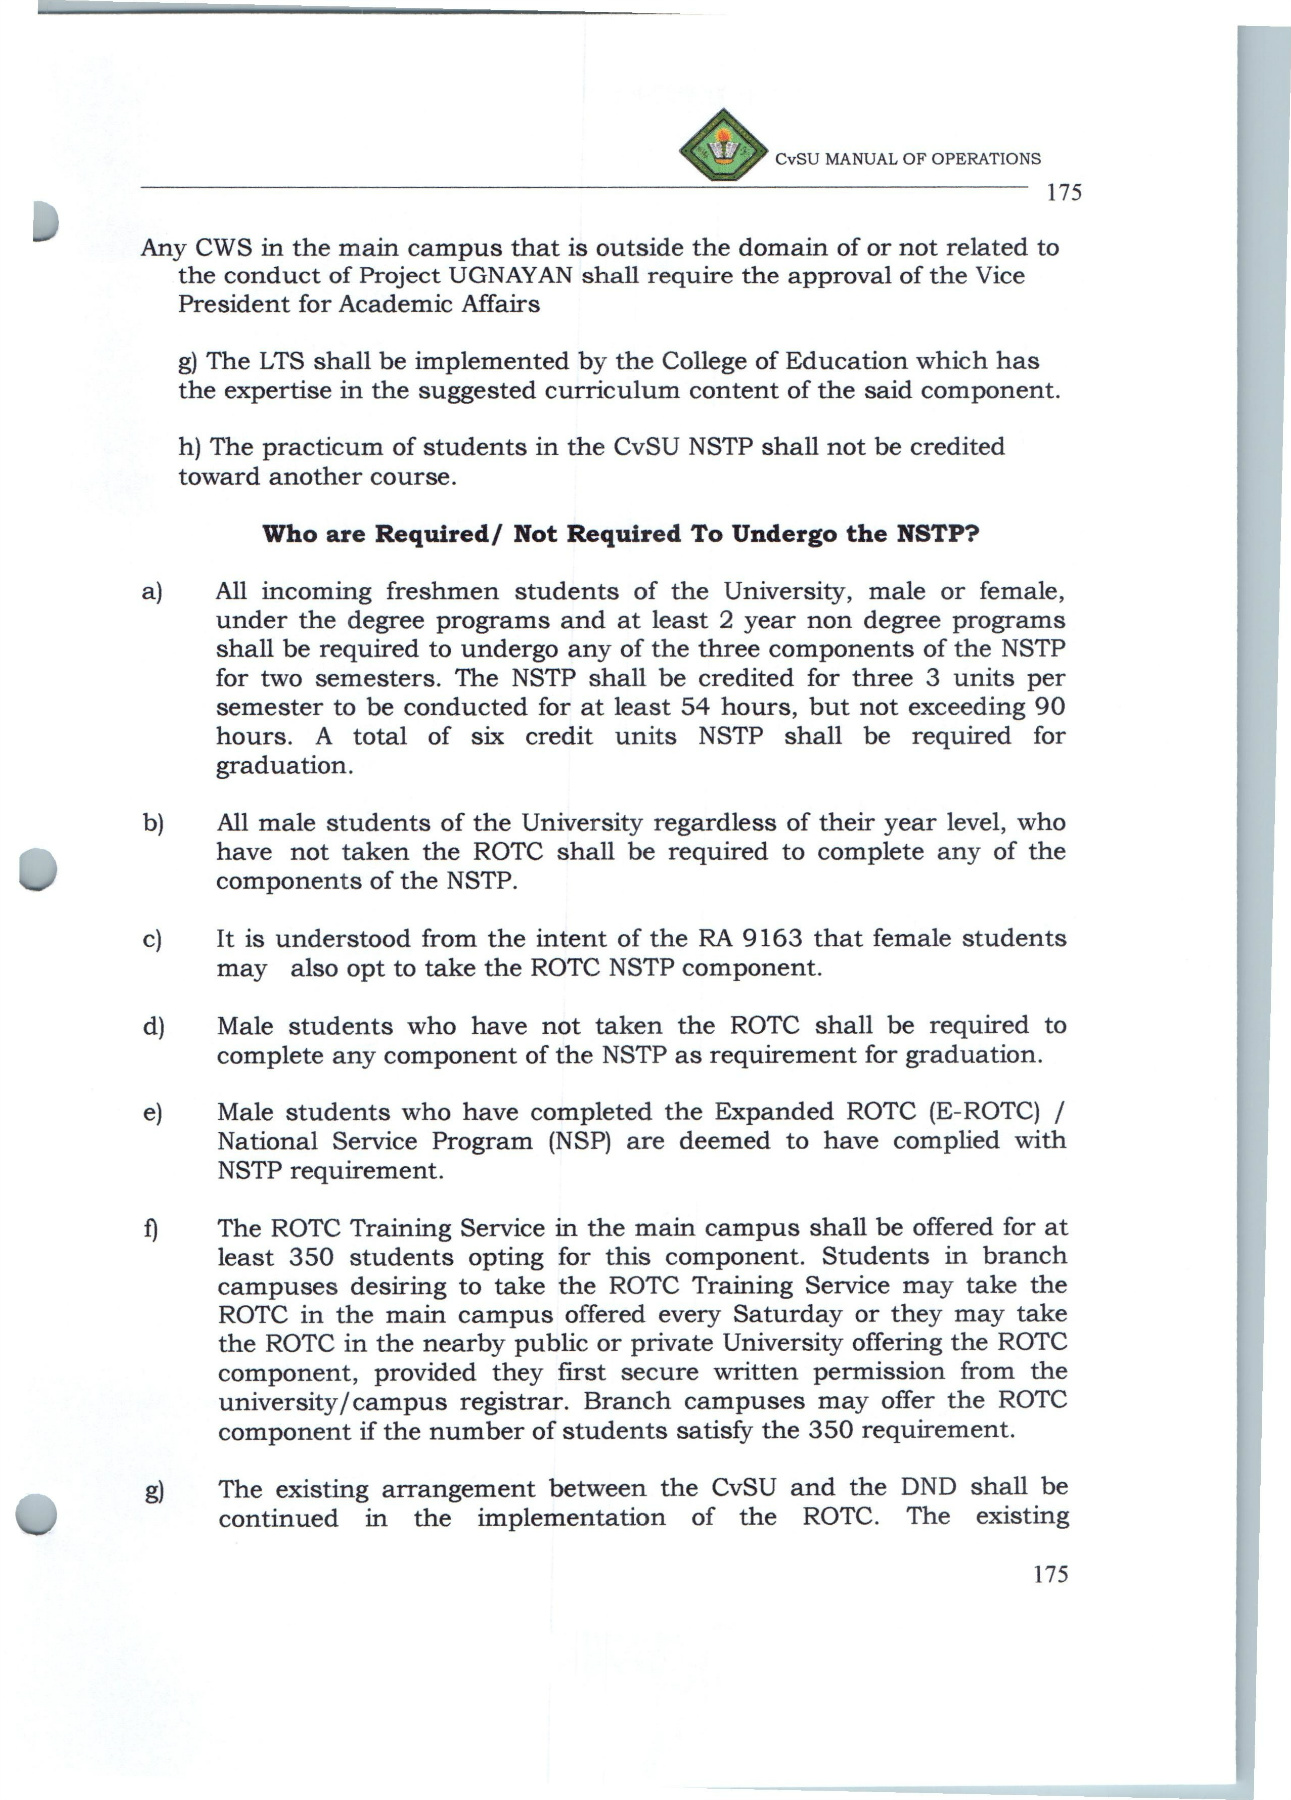 CvSU MANUAL OF OPERATIONS
175
Any CWS in the main campus that is outside the domain of or not related to
the conduct of Project UGNAYAN shall require the approval of the Vice
President for Academic Affairs
g) The LTS shall be implemented by the College of Education which has
the expertise in the suggested curriculum content of the said component.
h) The practicum of students in the CvSU NSTP shall not be credited
toward another course.
Who are Required/ Not Required To Undergo the NSTP?
a) All incoming freshmen students of the University, male or female,
under the degree programs and at least 2 year non degree programs
shall be required to undergo any of the three components of the NSTP
for two semesters. The NSTP shall be credited for three 3 units per
semester to be conducted for at least 54 hours, but not exceeding 90
hours. A total of six credit units NSTP shall be required for
graduation.
b) All male students of the University regardless of their year level, who
have not taken the ROTC shall be required to complete any of the
components of the NSTP.
c) It is understood from the intent of the RA 9163 that female students
may also opt to take the ROTC NSTP component.
d) Male students who have not taken the ROTC shall be required to
complete any component of the NSTP as requirement for graduation.
e) Male students who have completed the Expanded ROTC (E-ROTC) /
National Service Program (NSP) are deemed to have complied with
NSTP requirement.
f) The ROTC Training Service in the main campus shall be offered for at
least 350 students opting for this component. Students in branch
campuses desiring to take the ROTC Training Service may take the
ROTC in the main campus offered every Saturday or they may take
the ROTC in the nearby public or private University offering the ROTC
component, provided they first secure written permission from the
university/campus registrar. Branch campuses may offer the ROTC
component if the number of students satisfy the 350 requirement.
g) The existing arrangement between the CvSU and the DND shall be
continued in the implementation of the ROTC. The existing
175